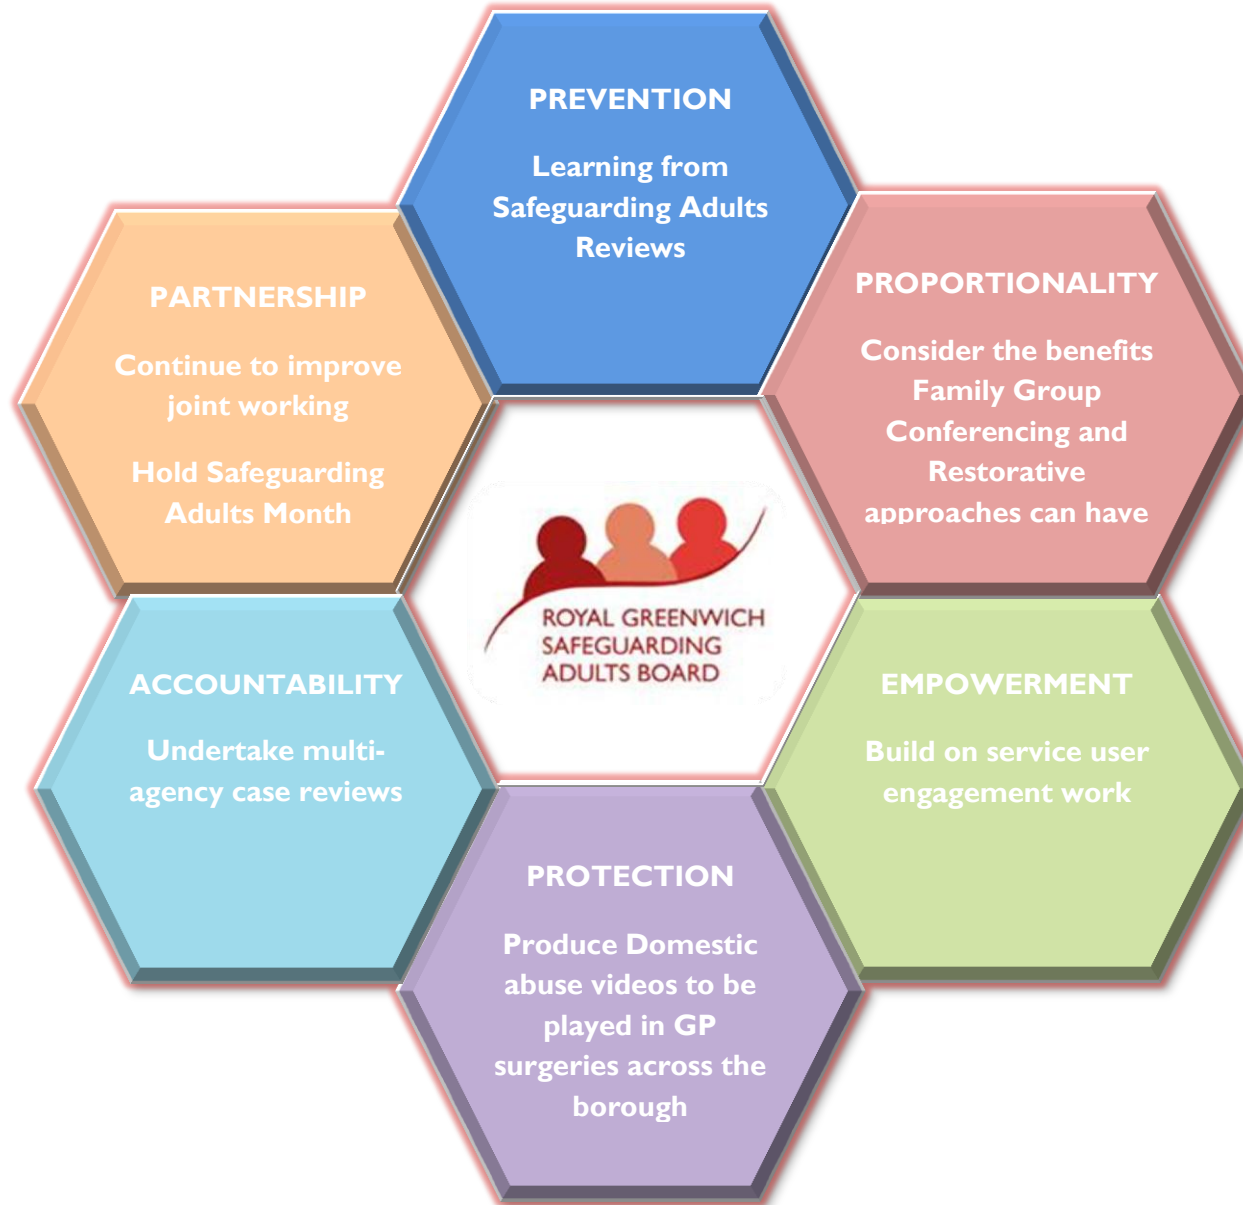 PREVENTION
Learning from
Safeguarding Adults
Reviews
PROPORTIONALITY
Consider the benefits
Family Group
Conferencing and
Restorative
approaches can have
EMPOWERMENT
Build on service user
engagement work
PROTECTION
Produce Domestic
abuse videos to be
played in GP
surgeries across the
borough
ACCOUNTABILITY
Undertake multi-
agency case reviews
PARTNERSHIP
Continue to improve
joint working
Hold Safeguarding
Adults Month
ROYAL GREENWICH
SAFEGUARDING
ADULTS BOARD